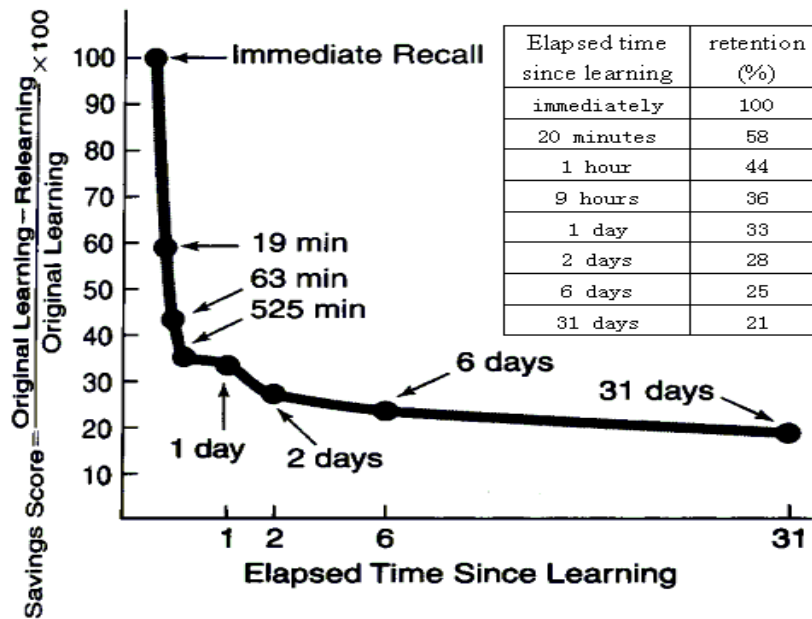 Savings Score = Original Learning – Relearning / Original Learning × 100
100
90
80
70
60
50
40
30
20
10
Immediate Recall
19 min
63 min
525 min
1 day
2 days
6 days
31 days
1 2 6 31
Elapsed Time Since Learning
Elapsed time since learning retention (%)
immediately 100
20 minutes 58
1 hour 44
9 hours 36
1 day 33
2 days 28
6 days 25
31 days 21